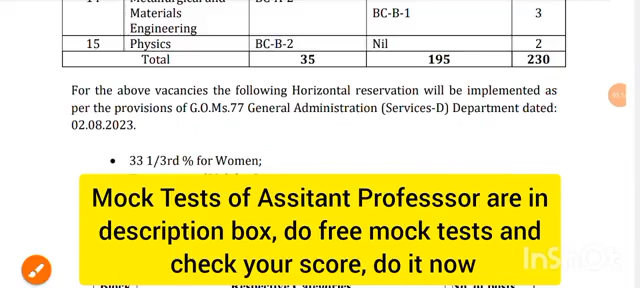 14 Metallurgical and BC-A-2
Materials
Engineering BC-B-1 3
15 Physics BC-B-2 Nil 2
Total 35 195 230
For the above vacancies the following Horizontal reservation will be implemented as
per the provisions of G.O.Ms.77 General Administration (Services-D) Department dated:
02.08.2023.
• 33 1/3rd % for Women;
Mock Tests of Assitant Professsor are in
description box, do free mock tests and
check your score, do it now
InShOt